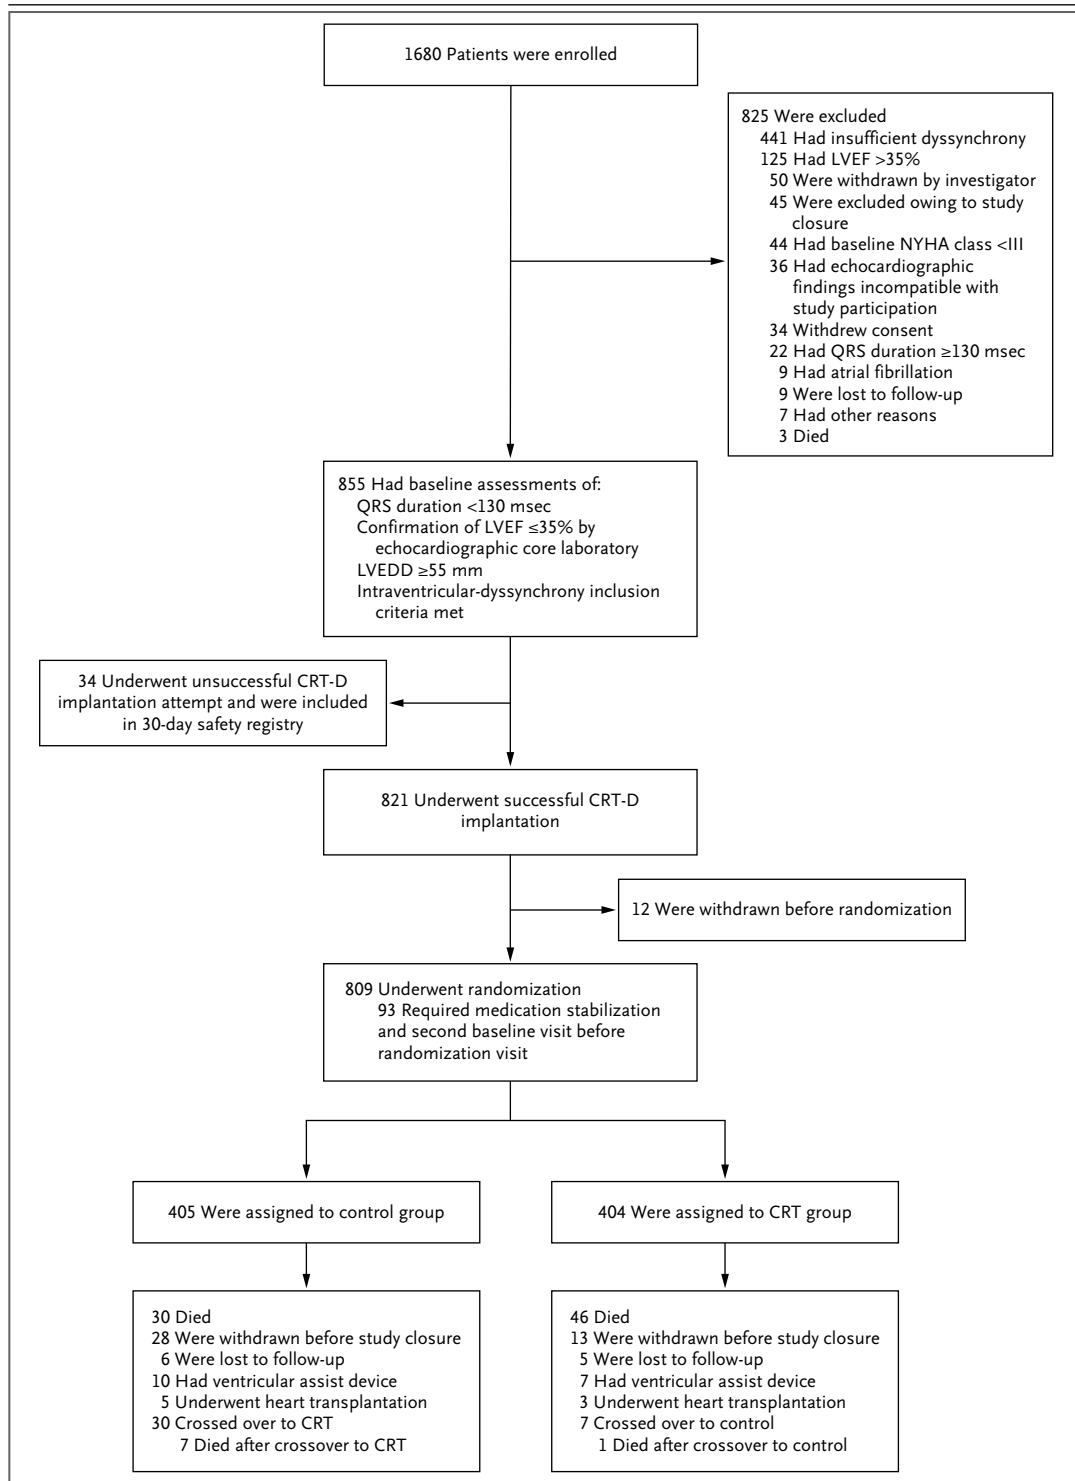 1680 Patients were enrolled
825 Were excluded
441 Had insufficient dyssynchrony
125 Had LVEF >35%
50 Were withdrawn by investigator
45 Were excluded owing to study
closure
44 Had baseline NYHA class <III
36 Had echocardiographic
findings incompatible with
study participation
34 Withdrew consent
22 Had QRS duration ≥130 msec
9 Had atrial fibrillation
9 Were lost to follow-up
7 Had other reasons
3 Died
855 Had baseline assessments of:
QRS duration <130 msec
Confirmation of LVEF ≤35% by
echocardiographic core laboratory
LVEDD ≥55 mm
Intraventricular-dyssynchrony inclusion
criteria met
34 Underwent unsuccessful CRT-D
implantation attempt and were included
in 30-day safety registry
821 Underwent successful CRT-D
implantation
12 Were withdrawn before randomization
809 Underwent randomization
93 Required medication stabilization
and second baseline visit before
randomization visit
405 Were assigned to control group
404 Were assigned to CRT group
30 Died
28 Were withdrawn before study closure
6 Were lost to follow-up
10 Had ventricular assist device
5 Underwent heart transplantation
30 Crossed over to CRT
7 Died after crossover to CRT
46 Died
13 Were withdrawn before study closure
5 Were lost to follow-up
7 Had ventricular assist device
3 Underwent heart transplantation
7 Crossed over to control
1 Died after crossover to control